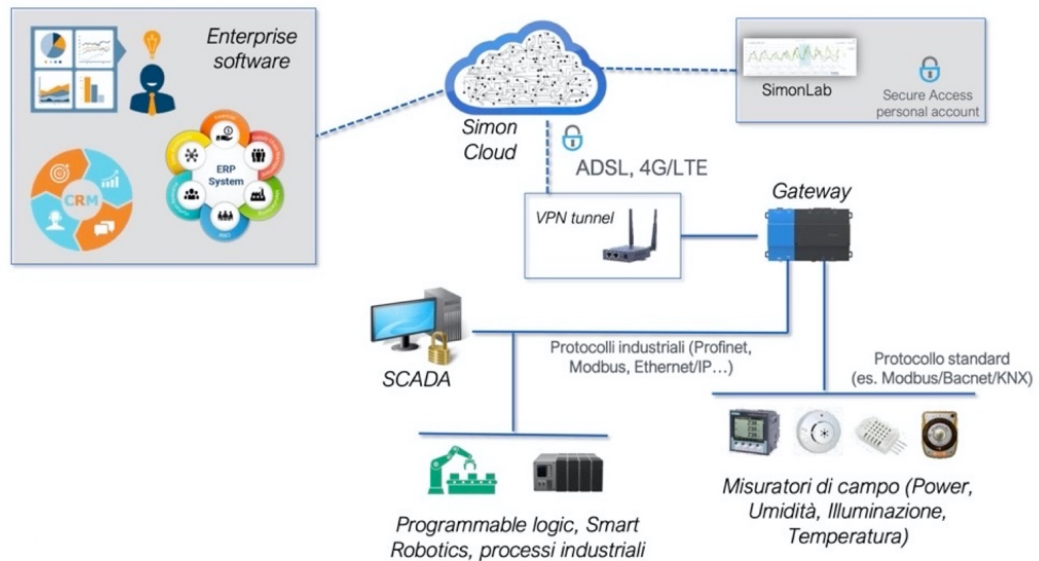 Enterprise
software
CRM
ERP
System
Simon
Cloud
SimonLab
Secure Access
personal account
ADSL, 4G/LTE
VPN tunnel
Gateway
SCADA
Protocolli industriali (Profinet,
Modbus, Ethernet/IP…)
Protocollo standard
(es. Modbus/Bacnet/KNX)
Programmable logic, Smart
Robotics, processi industriali
Misuratori di campo (Power,
Umidità, Illuminazione,
Temperatura)